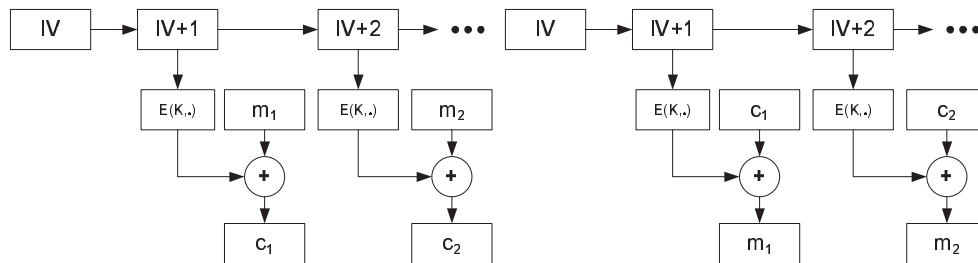 IV IV+1 IV+2 ••• IV IV+1 IV+2 •••
E(K,.) m₁ E(K,.) m₂ E(K,.) c₁ E(K,.) c₂
+ + + +
c₁ c₂ m₁ m₂